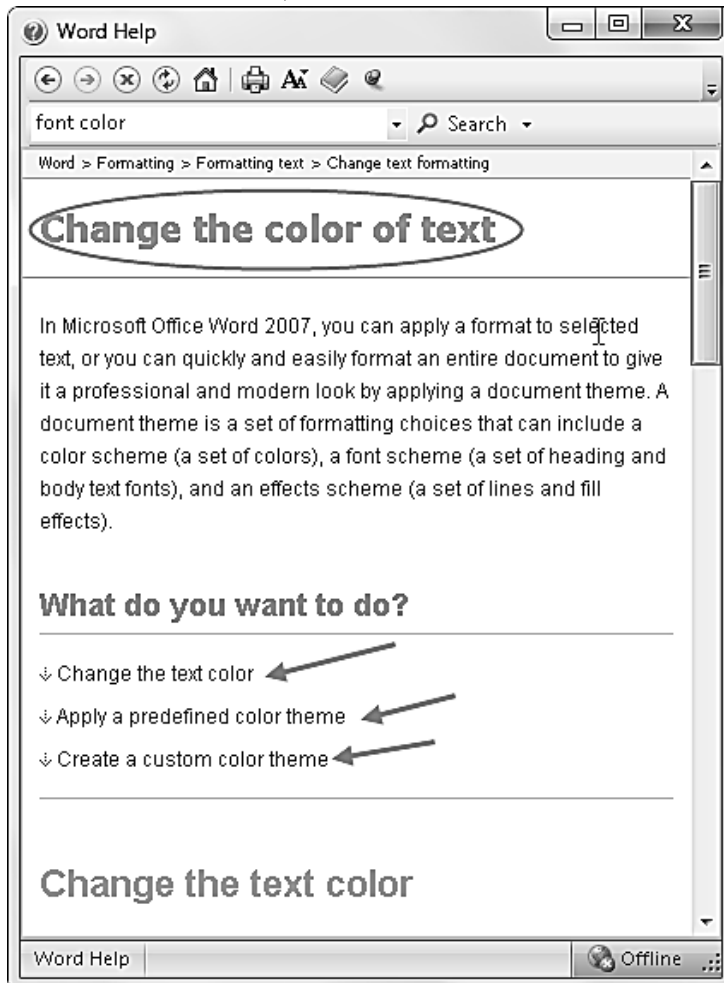 Word Help
font color
Search
Word > Formatting > Formatting text > Change text formatting
Change the color of text
In Microsoft Office Word 2007, you can apply a format to selected
text, or you can quickly and easily format an entire document to give
it a professional and modern look by applying a document theme. A
document theme is a set of formatting choices that can include a
color scheme (a set of colors), a font scheme (a set of heading and
body text fonts), and an effects scheme (a set of lines and fill
effects).
What do you want to do?
Change the text color
Apply a predefined color theme
Create a custom color theme
Change the text color
Word Help
Offline